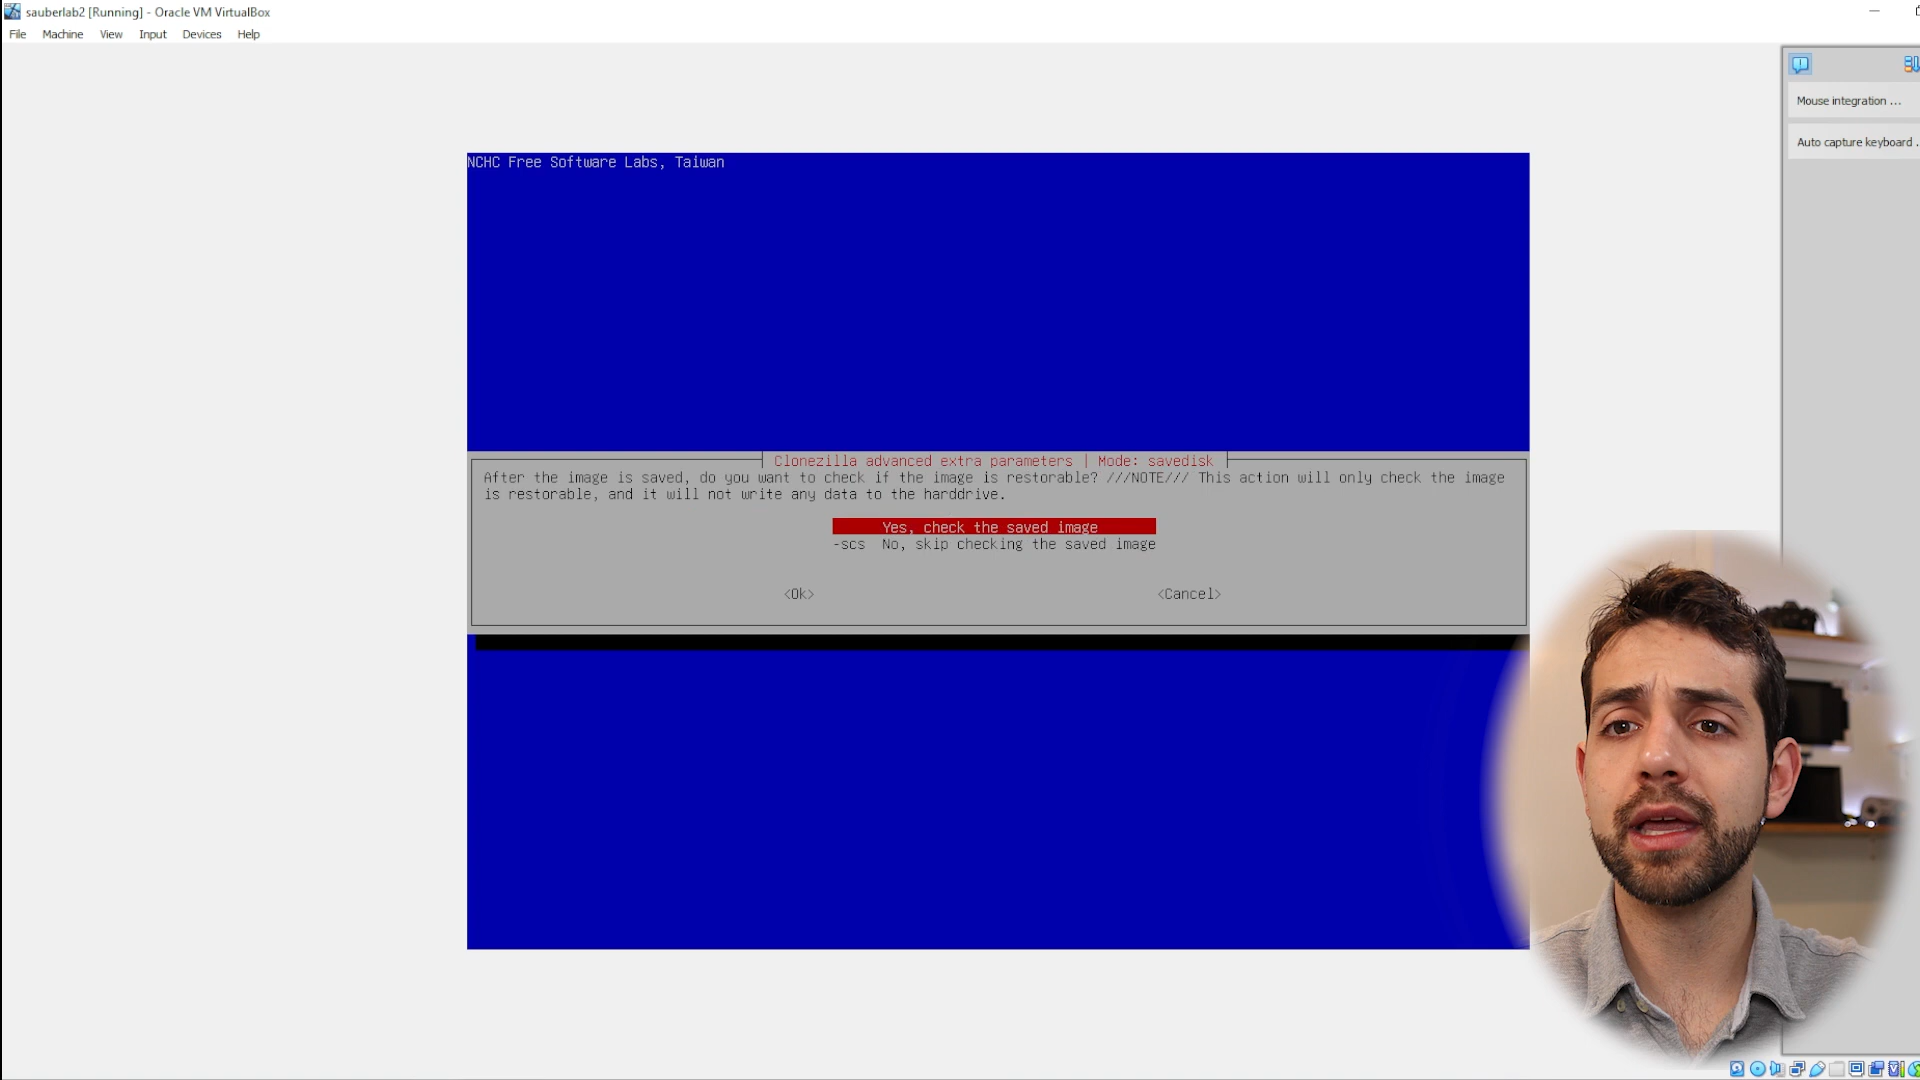 sauberlab2 [Running] - Oracle VM VirtualBox
File Machine View Input Devices Help
Mouse integration ...
Auto capture keyboard .
NCHC Free Software Labs, Taiwan
Clonezilla advanced extra parameters | Mode: savedisk
After the image is saved, do you want to check if the image is restorable? ///NOTE/// This action will only check the image
is restorable, and it will not write any data to the harddrive.
Yes, check the saved image
-scs No, skip checking the saved image
<Ok> <Cancel>